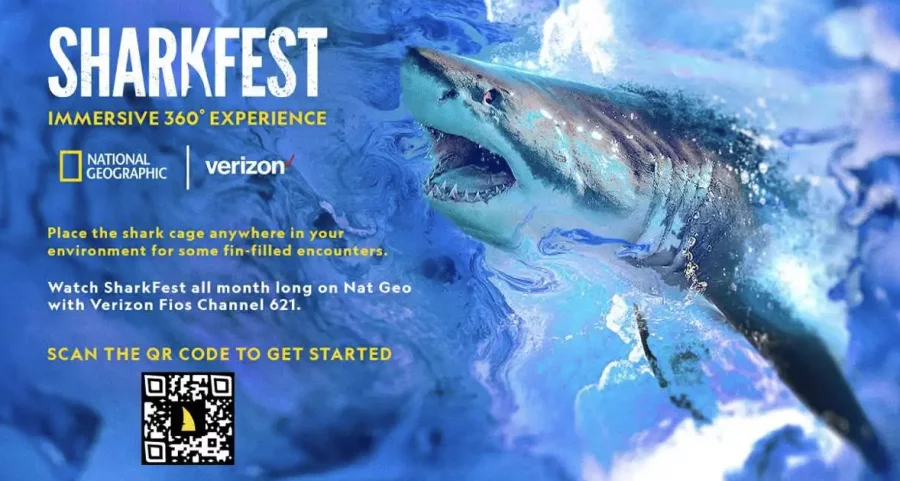 SHARKFEST
IMMERSIVE 360° EXPERIENCE
NATIONAL
GEOGRAPHIC
verizon
Place the shark cage anywhere in your
environment for some fin-filled encounters.
Watch SharkFest all month long on Nat Geo
with Verizon Fios Channel 621.
SCAN THE QR CODE TO GET STARTED